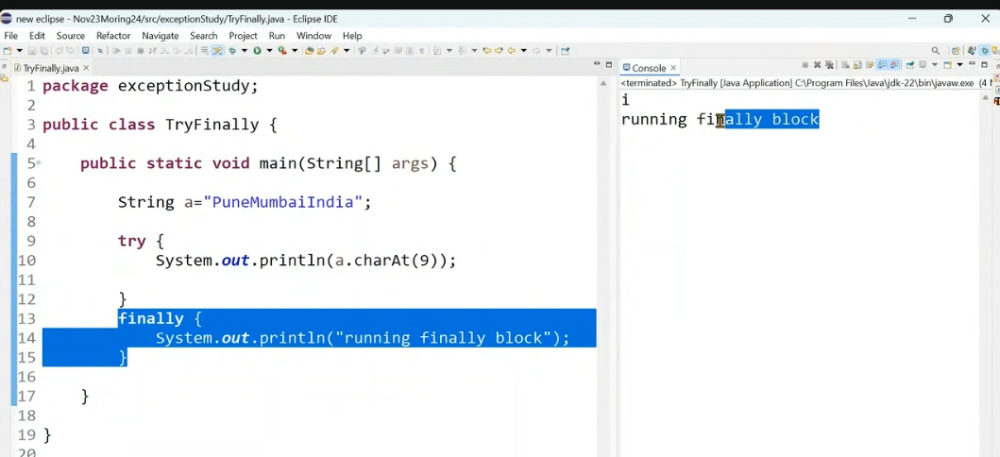 new eclipse - Nov23Moring24/src/exceptionStudy/TryFinally.java - Eclipse IDE
File Edit Source Refactor Navigate Search Project Run Window Help
TryFinally.java
1 package exceptionStudy;
2
3 public class TryFinally {
4
5 public static void main(String[] args) {
6
7 String a="PuneMumbaiIndia";
8
9 try {
10 System.out.println(a.charAt(9));
11
12 }
13 finally {
14 System.out.println("running finally block");
15 }
16
17 }
18
19 }
20
Console
<terminated> TryFinally [Java Application] C:\Program Files\Java\jdk-22\bin\javaw.exe (4 N
i
running finally block